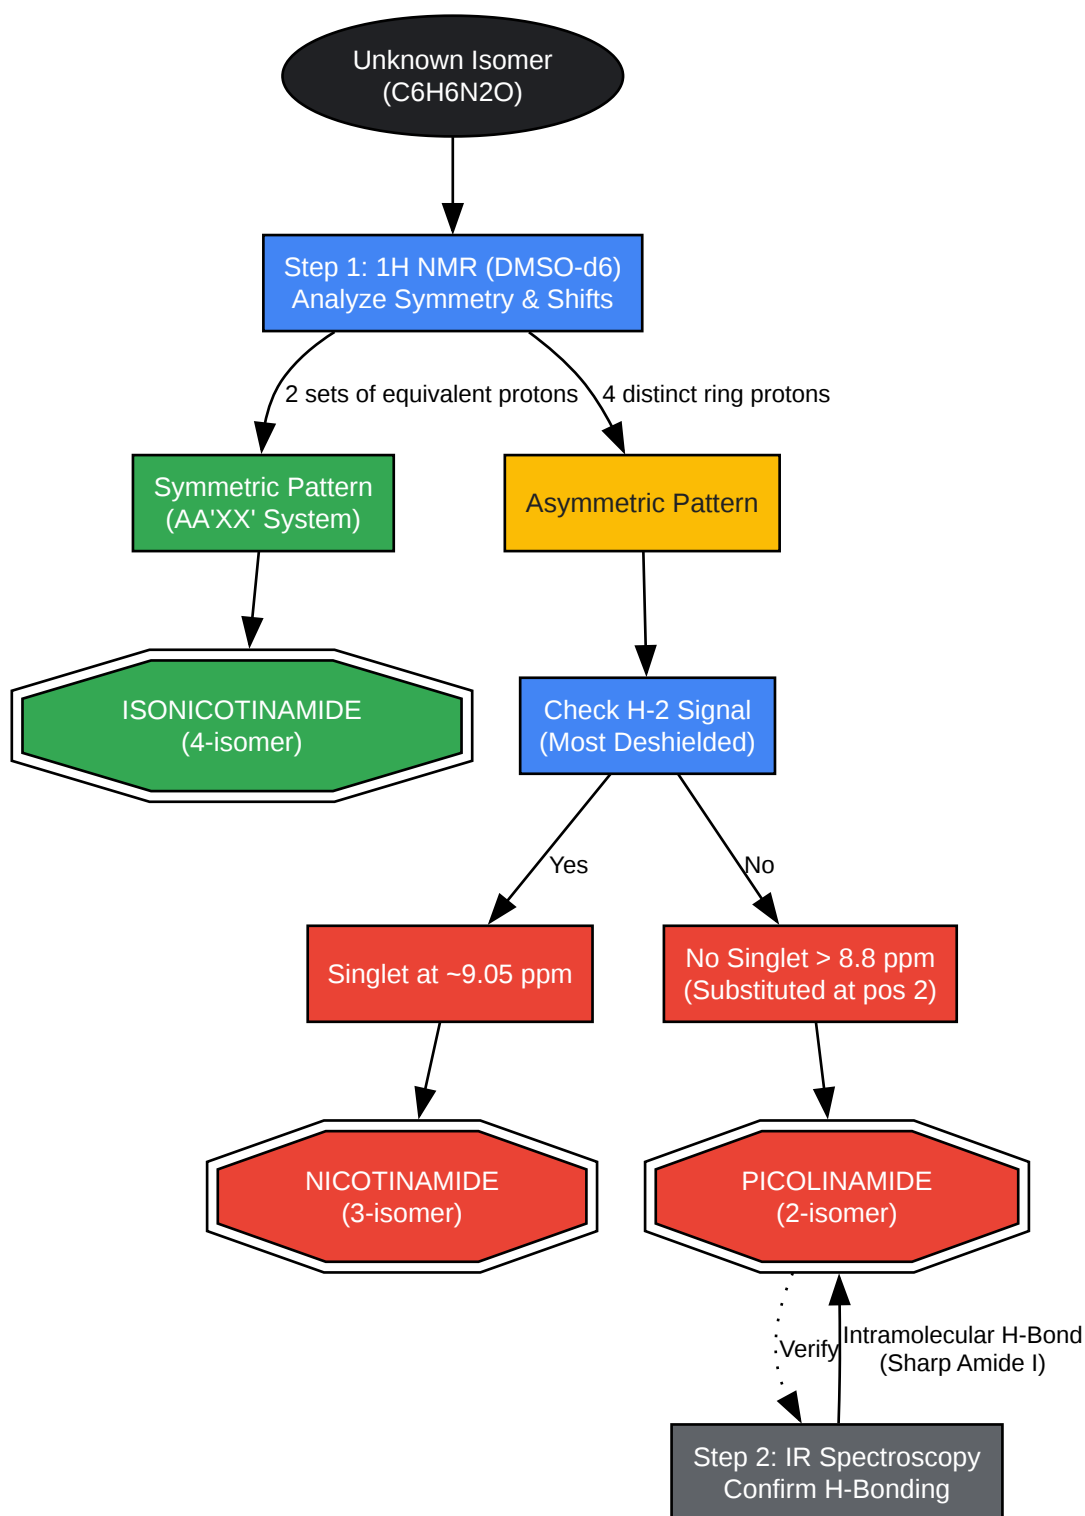 Unknown Isomer
(C6H6N2O)
Step 1: 1H NMR (DMSO-d6)
Analyze Symmetry & Shifts
2 sets of equivalent protons
4 distinct ring protons
Symmetric Pattern
(AA'XX' System)
Asymmetric Pattern
ISONICOTINAMIDE
(4-isomer)
Check H-2 Signal
(Most Deshielded)
Yes
No
Singlet at ~9.05 ppm
No Singlet > 8.8 ppm
(Substituted at pos 2)
NICOTINAMIDE
(3-isomer)
PICOLINAMIDE
(2-isomer)
Verify
Intramolecular H-Bond
(Sharp Amide I)
Step 2: IR Spectroscopy
Confirm H-Bonding